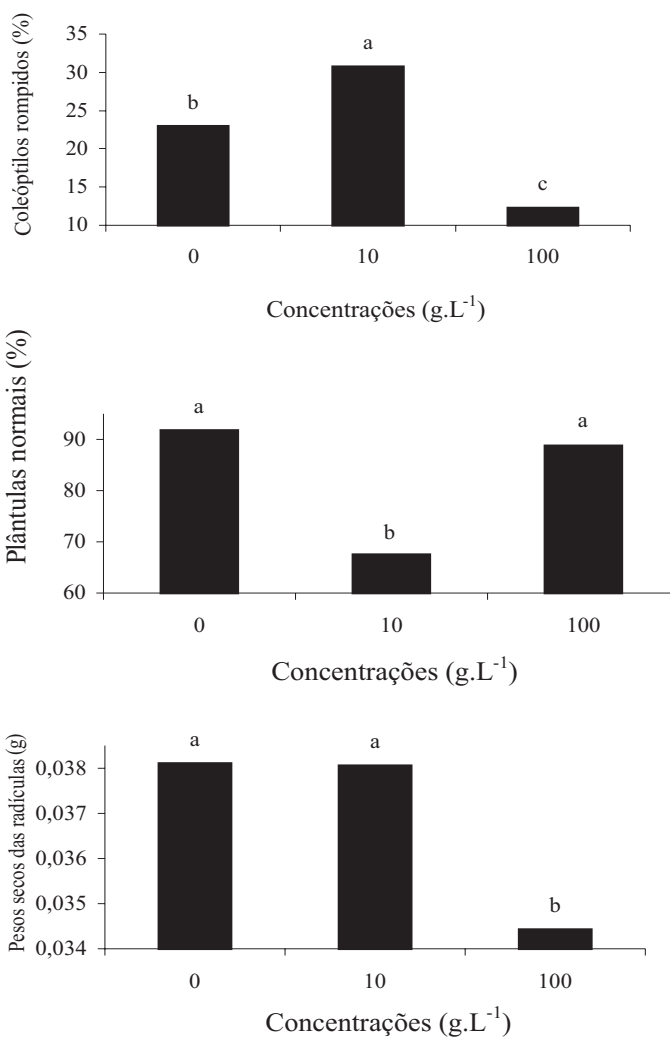 Coleóptilos rompidos (%)
35
30
25
20
15
10
b
a
c
0 10 100
Concentrações (g.L-1)
Plântulas normais (%)
90
80
70
60
a
b
a
0 10 100
Concentrações (g.L-1)
Pesos secos das radículas (g)
0,038
0,037
0,036
0,035
0,034
a
a
b
0 10 100
Concentrações (g.L-1)